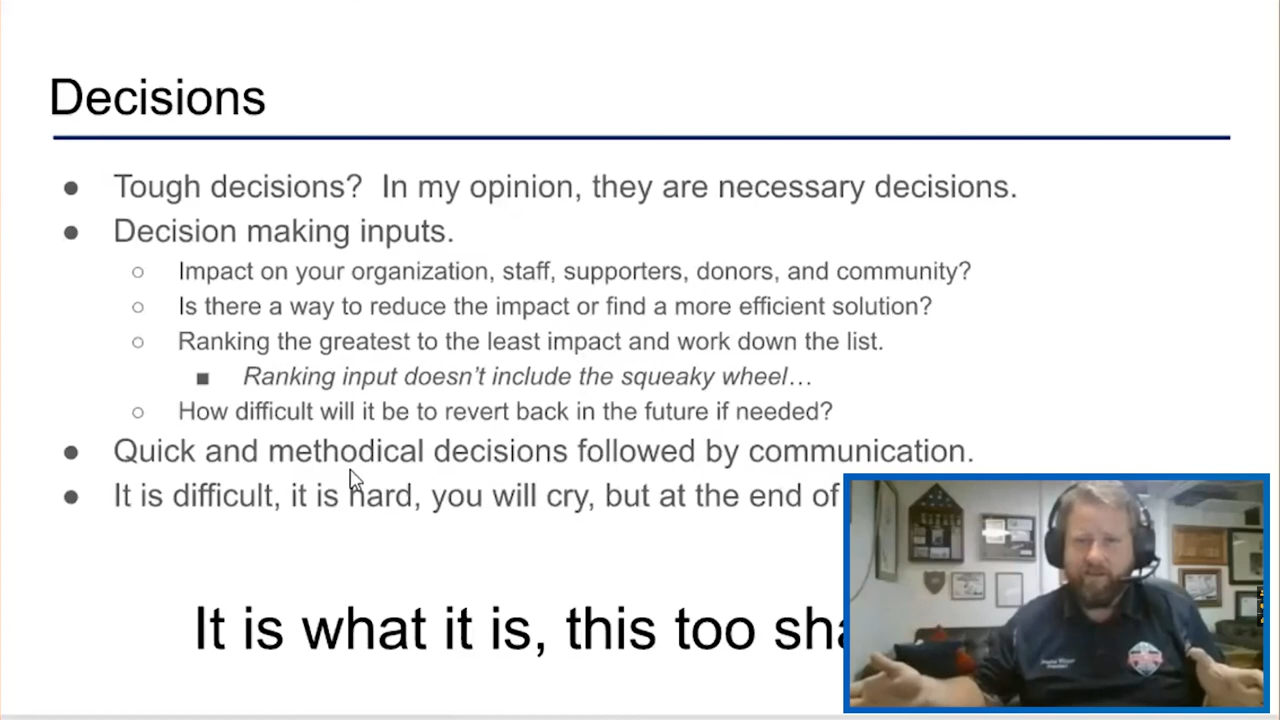 Decisions
Tough decisions? In my opinion, they are necessary decisions.
Decision making inputs.
Impact on your organization, staff, supporters, donors, and community?
Is there a way to reduce the impact or find a more efficient solution?
Ranking the greatest to the least impact and work down the list.
Ranking input doesn't include the squeaky wheel…
How difficult will it be to revert back in the future if needed?
Quick and methodical decisions followed by communication.
It is difficult, it is hard, you will cry, but at the end of
It is what it is, this too sha